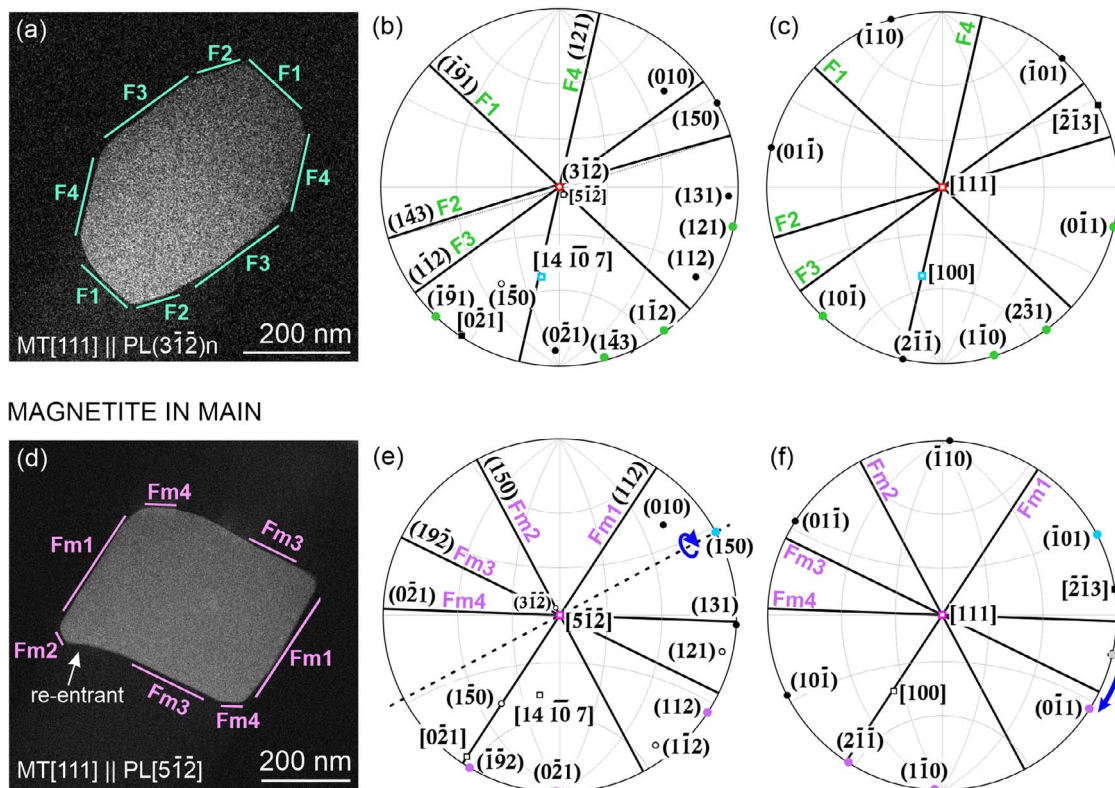 (a)
F2
F1
F3
F4
F4
F3
F1
F2
200 nm
MT[111] || PL(31̅2̅)n
(b)
(1̅9̅1)
F1
F4
(121)
(010)
(150)
(31̅2̅)
[51̅2̅]
(131)
(121)
(14̅3)
F2
(11̅2)
F3
[14 1̅0̅ 7]
(112)
(1̅5̅0)
(1̅9̅1)
[02̅1]
(11̅2)
(02̅1)
(14̅3)
(c)
(1̅10)
F4
(1̅01)
F1
[2̅1̅3]
(011̅)
[111]
F2
(01̅1)
F3
[100]
(101̅)
(23̅1)
(21̅1̅)
(11̅0)
MAGNETITE IN MAIN
(d)
Fm4
Fm1
Fm3
Fm2
Fm1
re-entrant
Fm3
Fm4
200 nm
MT[111] || PL[51̅2̅]
(e)
(150)
Fm2
(112)
Fm1
(010)
(150)
(192̅)
Fm3
(31̅2̅)
(02̅1)
Fm4
[51̅2̅]
(131)
(121)
(15̅0)
[14 1̅0̅ 7]
(112)
[02̅1]
(11̅2)
(1̅9̅2)
(02̅1)
(f)
(1̅10)
Fm2
Fm1
(011̅)
(1̅01)
Fm3
[2̅1̅3]
Fm4
[111]
(101̅)
[100]
(01̅1)
(21̅1̅)
(11̅0)